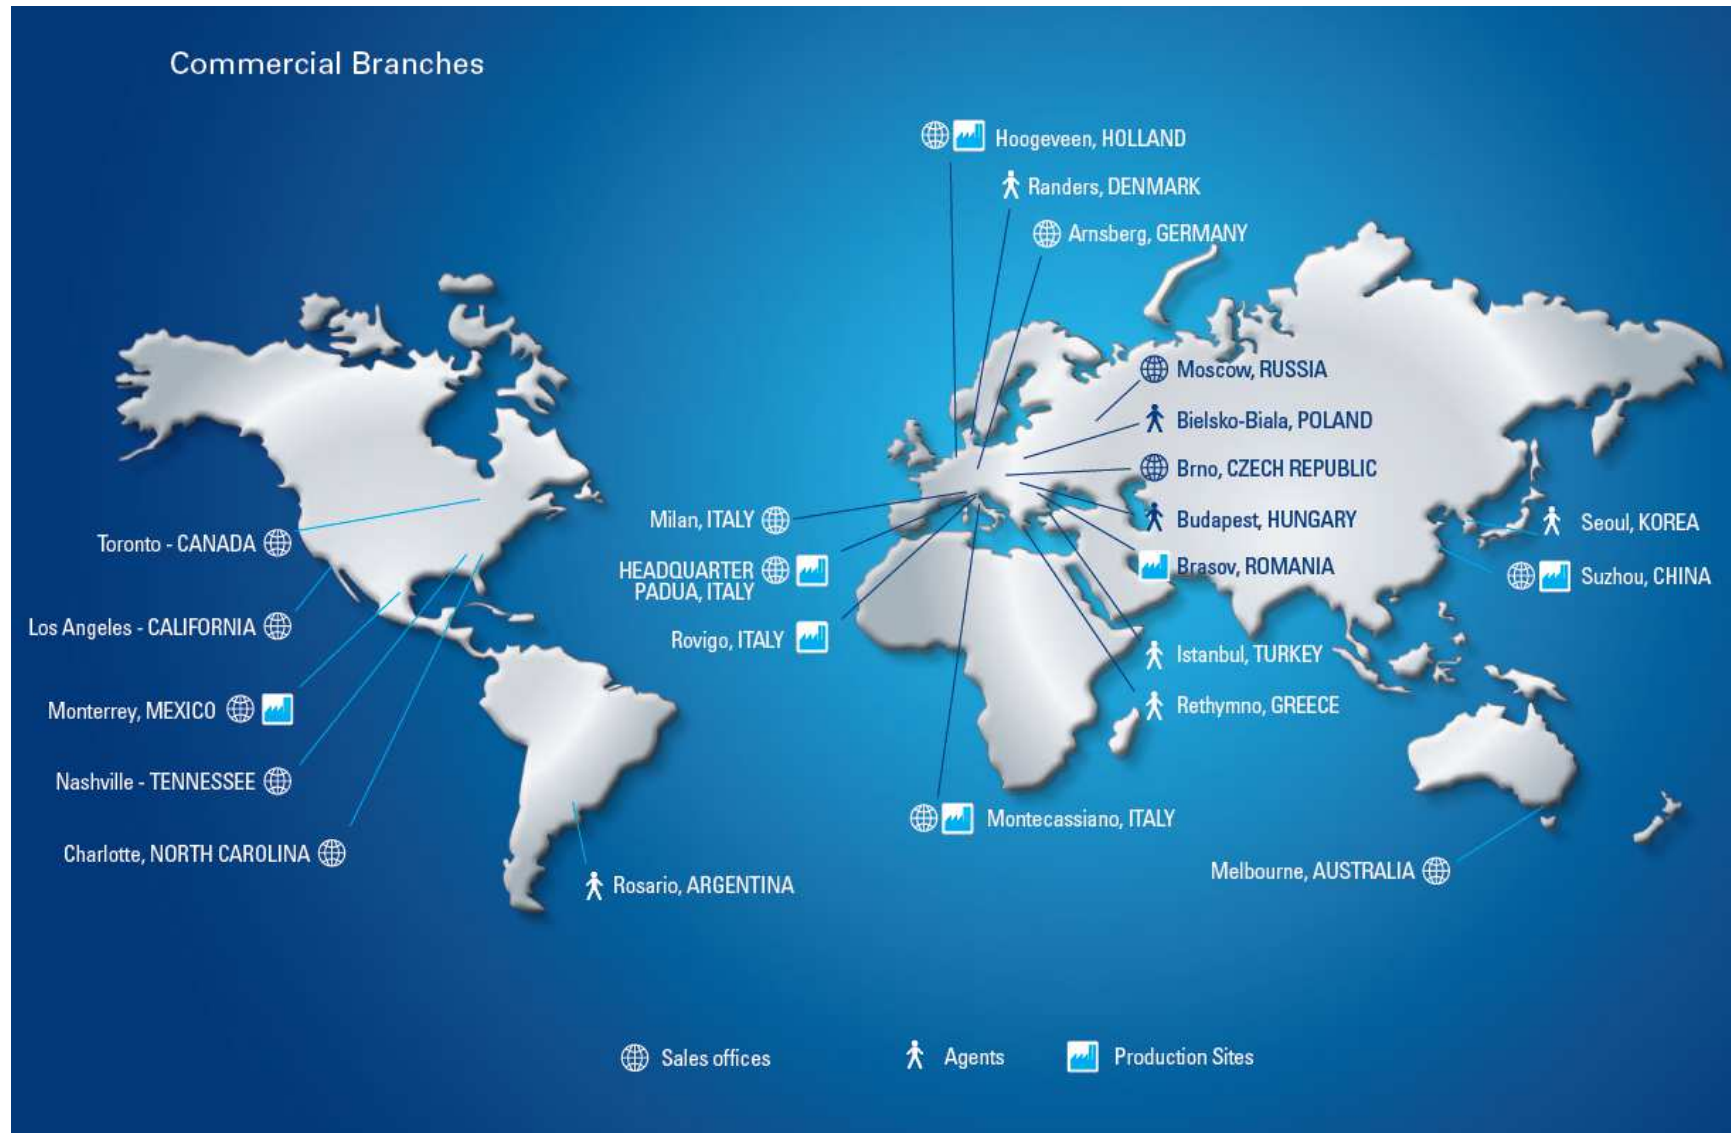 Commercial Branches
Hoogeveen, HOLLAND
Randers, DENMARK
Arnsberg, GERMANY
Moscow, RUSSIA
Bielsko-Biala, POLAND
Brno, CZECH REPUBLIC
Budapest, HUNGARY
Brasov, ROMANIA
Milan, ITALY
HEADQUARTER
PADUA, ITALY
Rovigo, ITALY
Toronto - CANADA
Los Angeles - CALIFORNIA
Monterrey, MEXICO
Nashville - TENNESSEE
Charlotte, NORTH CAROLINA
Rosario, ARGENTINA
Seoul, KOREA
Suzhou, CHINA
Istanbul, TURKEY
Rethymno, GREECE
Montecassiano, ITALY
Melbourne, AUSTRALIA
Sales offices
Agents
Production Sites